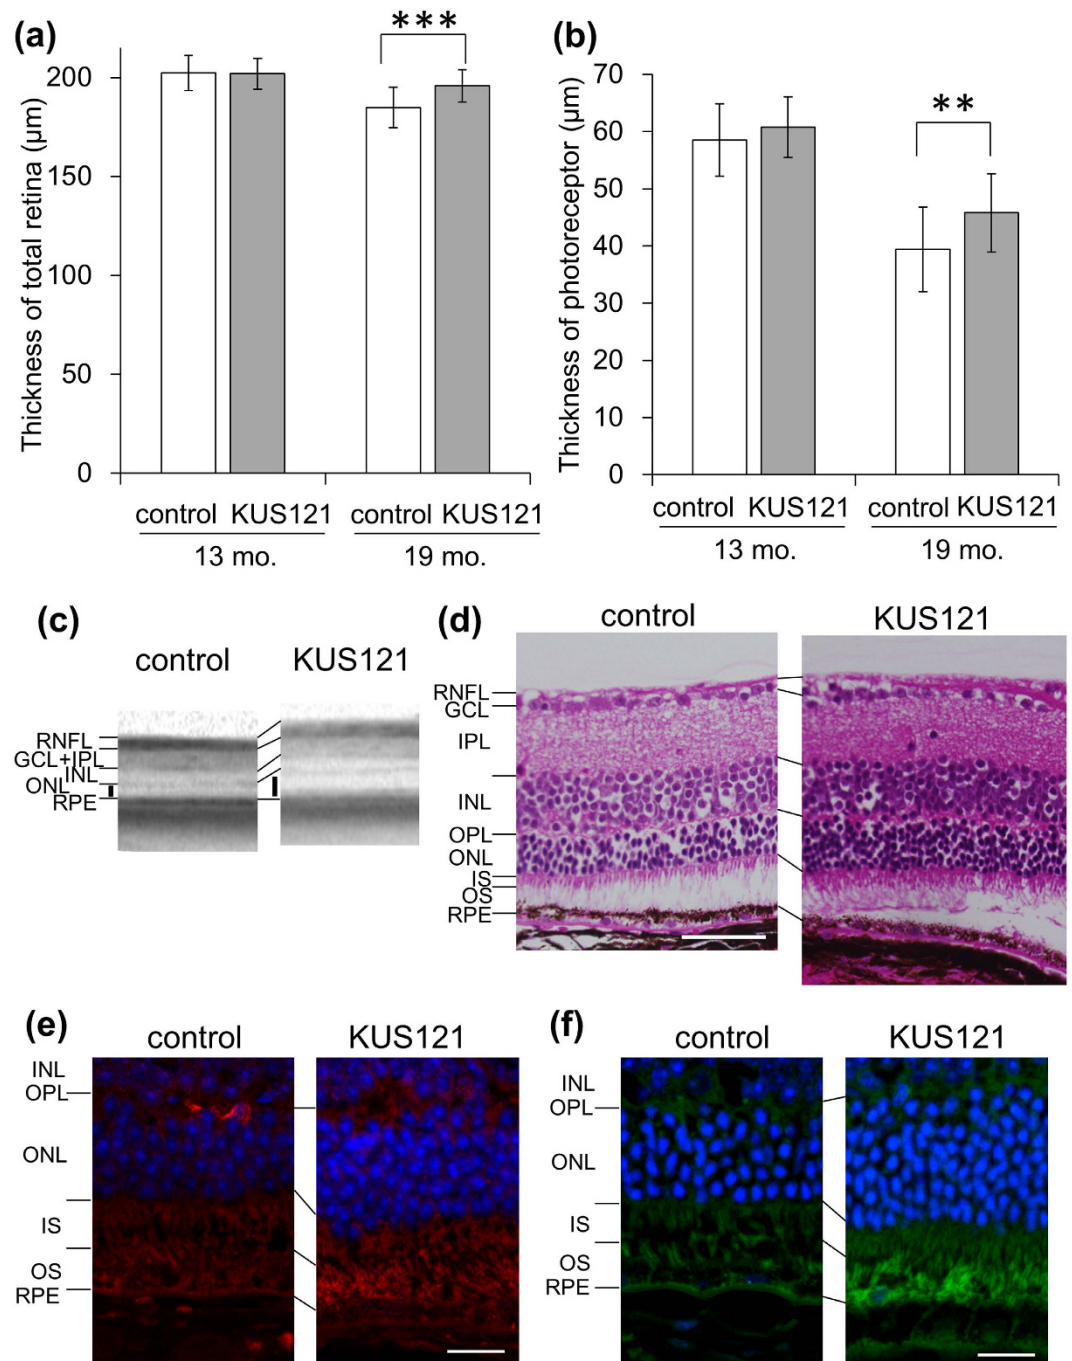 (a)
Thickness of total retina (µm)
200
150
100
50
0
***
control KUS121 control KUS121
13 mo. 19 mo.
(b)
Thickness of photoreceptor (µm)
70
60
50
40
30
20
10
0
**
control KUS121 control KUS121
13 mo. 19 mo.
(c)
control KUS121
RNFL
GCL+IPL
INL
ONL
RPE
(d)
control KUS121
RNFL
GCL
IPL
INL
OPL
ONL
IS
OS
RPE
(e)
control KUS121
INL
OPL
ONL
IS
OS
RPE
(f)
control KUS121
INL
OPL
ONL
IS
OS
RPE